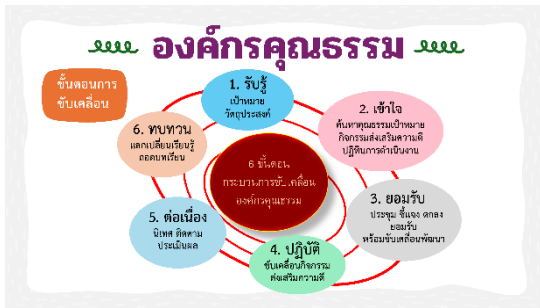 องค์กรคุณธรรม
ขั้นตอนการ
ขับเคลื่อน
1. รับรู้
เป้าหมาย
วัตถุประสงค์
2. เข้าใจ
ค้นหาคุณธรรมเป้าหมาย
กิจกรรมส่งเสริมความดี
ปฏิทินการดำเนินงาน
3. ยอมรับ
ประชุม ชี้แจง ตกลง
ยอมรับ
พร้อมขับเคลื่อนพัฒนา
4. ปฏิบัติ
ขับเคลื่อนกิจกรรม
ส่งเสริมความดี
5. ต่อเนื่อง
นิเทศ ติดตาม
ประเมินผล
6. ทบทวน
แลกเปลี่ยนเรียนรู้
ถอดบทเรียน
6 ขั้นตอน
กระบวนการขับเคลื่อน
องค์กรคุณธรรม